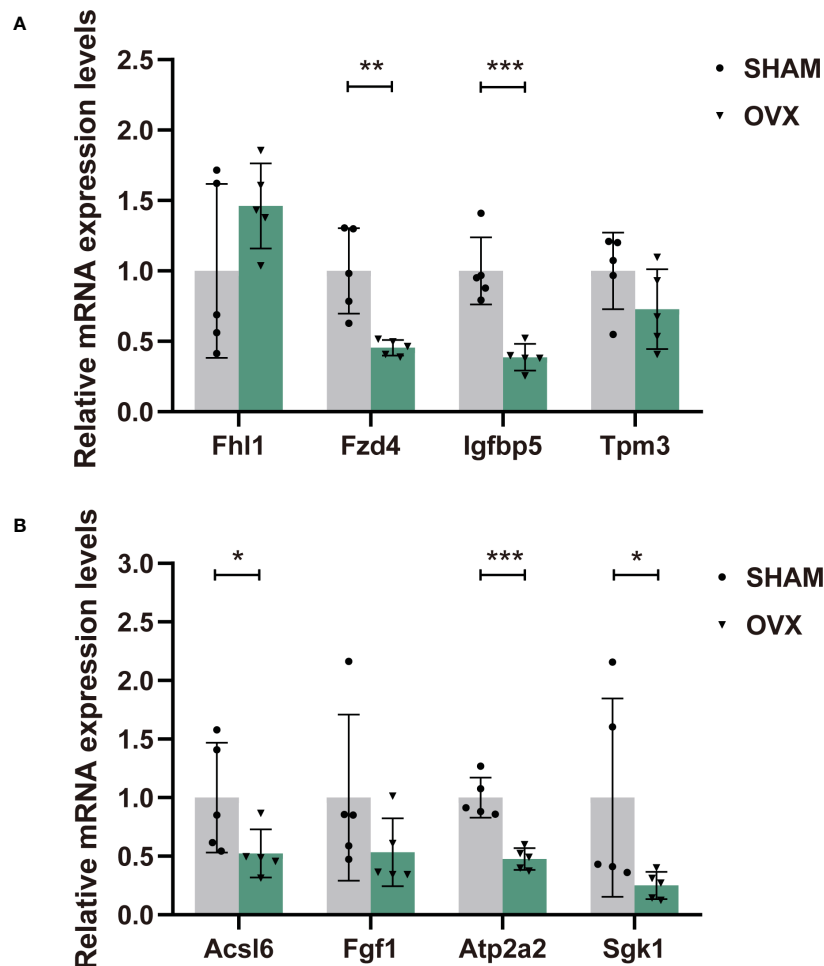 A
Relative mRNA expression levels
2.5
2.0
1.5
1.0
0.5
0.0
** ***
SHAM
OVX
Fhl1 Fzd4 Igfbp5 Tpm3
B
Relative mRNA expression levels
3.0
2.5
2.0
1.5
1.0
0.5
0.0
* *** *
SHAM
OVX
Acsl6 Fgf1 Atp2a2 Sgk1